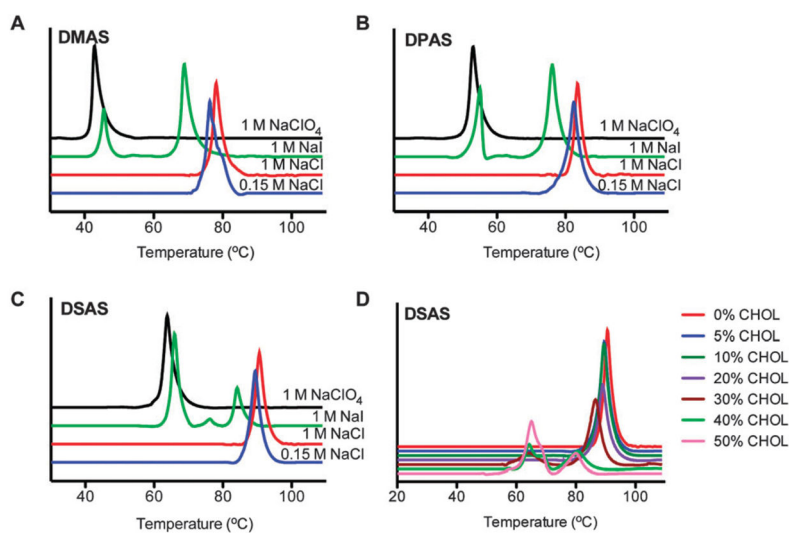 A
DMAS
1 M NaClO4
1 M NaI
1 M NaCl
0.15 M NaCl
40 60 80 100
Temperature (ºC)
B
DPAS
1 M NaClO4
1 M NaI
1 M NaCl
0.15 M NaCl
40 60 80 100
Temperature (ºC)
C
DSAS
1 M NaClO4
1 M NaI
1 M NaCl
0.15 M NaCl
40 60 80 100
Temperature (ºC)
D
DSAS
20 40 60 80 100
Temperature (ºC)
0% CHOL
5% CHOL
10% CHOL
20% CHOL
30% CHOL
40% CHOL
50% CHOL